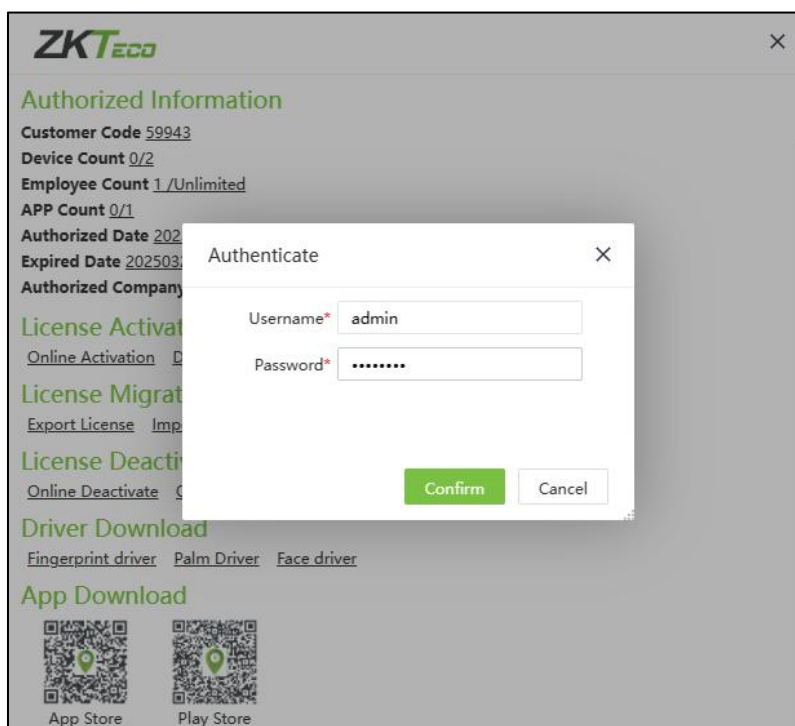 ZKTECO
Authorized Information
Customer Code 59943
Device Count 0/2
Employee Count 1 /Unlimited
APP Count 0/1
Authorized Date 202
Expired Date 202503
Authorized Company
Authenticate
Username* admin
Password* ••••••••
Confirm Cancel
License Activat
Online Activation D
License Migrat
Export License Imp
License Deacti
Online Deactivate
Driver Download
Fingerprint driver Palm Driver Face driver
App Download
App Store Play Store